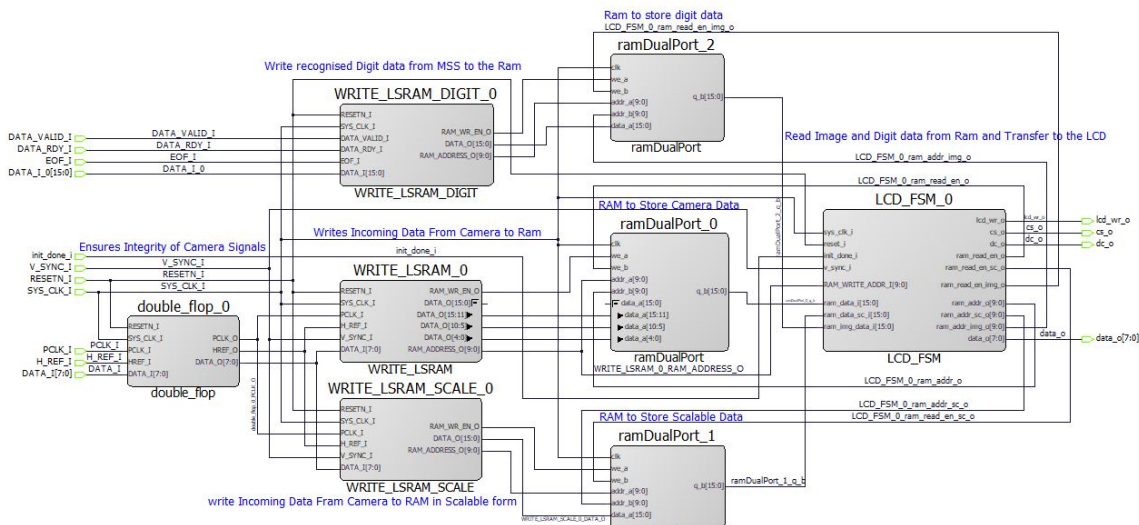 Ram to store digit data
LCD_FSM_0_ram_read_en_img_o
ramDualPort_2
clk
we_a
we_b
addr_a[9:0]
addr_b[9:0]
data_a[15:0]
q_b[15:0]
ramDualPort
Write recognised Digit data from MSS to the Ram
WRITE_LSRAM_DIGIT_0
RESETN_I
SYS_CLK_I
DATA_VALID_I
DATA_RDY_I
EOF_I
DATA_I[15:0]
RAM_WR_EN_O
DATA_O[15:0]
RAM_ADDRESS_O[9:0]
WRITE_LSRAM_DIGIT
DATA_VALID_I
DATA_RDY_I
EOF_I
DATA_I_0[15:0]
DATA_VALID_I
DATA_RDY_I
EOF_I
DATA_I_0
Read Image and Digit data from Ram and Transfer to the LCD
LCD_FSM_0_ram_addr_img_o
LCD_FSM_0_ram_read_en_o
RAM to Store Camera Data
ramDualPort_0
clk
we_a
we_b
addr_a[9:0]
addr_b[9:0]
data_a[15:0]
data_a[15:11]
data_a[10:5]
data_a[4:0]
q_b[15:0]
ramDualPort
ramDualPort_2_q_b
LCD_FSM_0
sys_clk_i
reset_i
init_done_i
v_sync_i
RAM_WRITE_ADDR_I[9:0]
ram_data_i[15:0]
ram_data_sc_i[15:0]
ram_img_data_i[15:0]
lcd_wr_o
cs_o
dc_o
ram_read_en_o
ram_read_en_sc_o
ram_read_en_img_o
ram_addr_o[9:0]
ram_addr_sc_o[9:0]
ram_addr_img_o[9:0]
data_o[7:0]
LCD_FSM
lcd_wr_o
cs_o
dc_o
data_o
lcd_wr_o
cs_o
dc_o
data_o[7:0]
Writes Incoming Data From Camera to Ram
init_done_i
Ensures Integrity of Camera Signals
init_done_i
V_SYNC_I
RESETN_I
SYS_CLK_I
V_SYNC_I
RESETN_I
SYS_CLK_I
WRITE_LSRAM_0
RESETN_I
SYS_CLK_I
PCLK_I
H_REF_I
V_SYNC_I
DATA_I[7:0]
RAM_WR_EN_O
DATA_O[15:0]
DATA_O[15:11]
DATA_O[10:5]
DATA_O[4:0]
RAM_ADDRESS_O[9:0]
WRITE_LSRAM
double_flop_0
RESETN_I
SYS_CLK_I
PCLK_I
HREF_I
DATA_I[7:0]
PCLK_O
HREF_O
DATA_O[7:0]
double_flop
PCLK_I
H_REF_I
DATA_I[7:0]
PCLK_I
H_REF_I
DATA_I
double_flop_0_PCLK_O
WRITE_LSRAM_0_RAM_ADDRESS_O
LCD_FSM_0_ram_addr_o
LCD_FSM_0_ram_addr_sc_o
LCD_FSM_0_ram_read_en_sc_o
WRITE_LSRAM_SCALE_0
RESETN_I
SYS_CLK_I
PCLK_I
H_REF_I
V_SYNC_I
DATA_I[7:0]
RAM_WR_EN_O
DATA_O[15:0]
RAM_ADDRESS_O[9:0]
WRITE_LSRAM_SCALE
write Incoming Data Fram Camera to RAM in Scalable form
RAM to Store Scalable Data
ramDualPort_1
clk
we_a
we_b
addr_a[9:0]
addr_b[9:0]
data_a[15:0]
q_b[15:0]
ramDualPort_1_q_b
WRITE_LSRAM_SCALE_0_DATA_O
ramDualPort